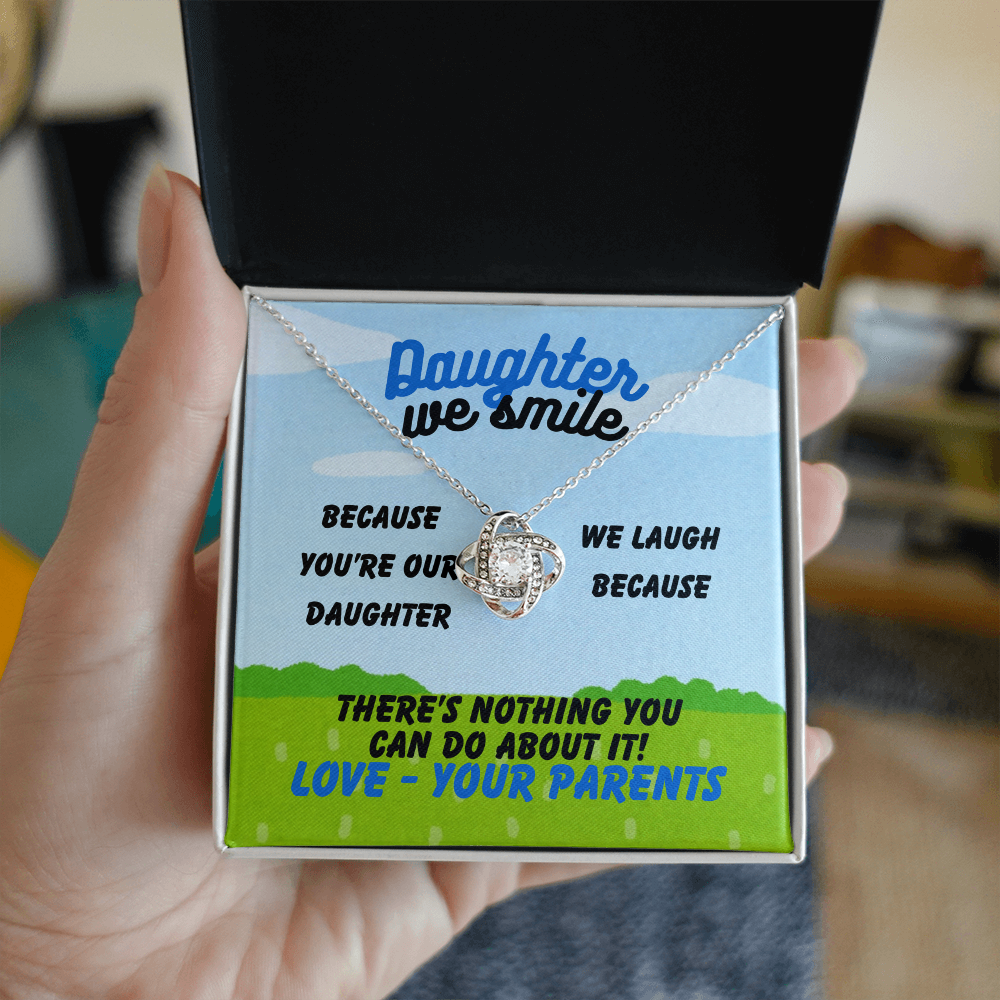 Daughter
we smile
BECAUSE
YOU'RE OUR
DAUGHTER
WE LAUGH
BECAUSE
THERE'S NOTHING YOU
CAN DO ABOUT IT!
LOVE - YOUR PARENTS